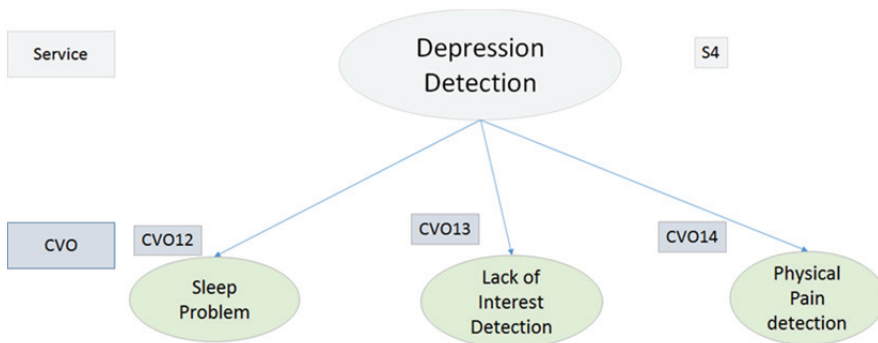 Service
Depression
Detection
S4
CVO
CVO12
CVO13
CVO14
Sleep
Problem
Lack of
Interest
Detection
Physical
Pain
detection